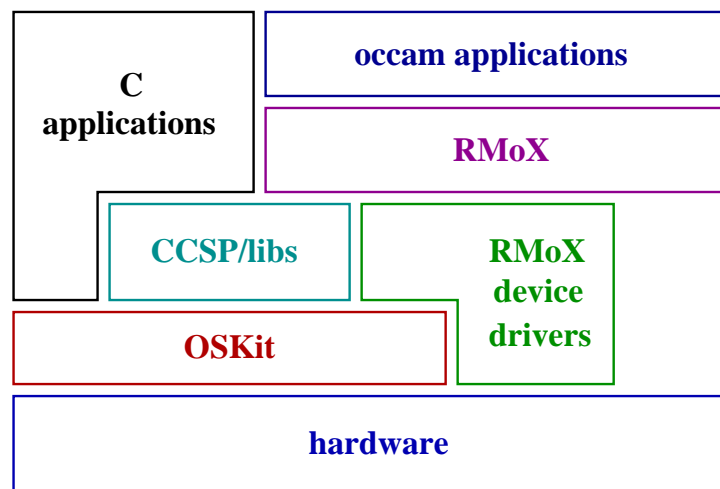 C
applications
occam applications
RMoX
CCSP/libs
RMoX
device
drivers
OSKit
hardware